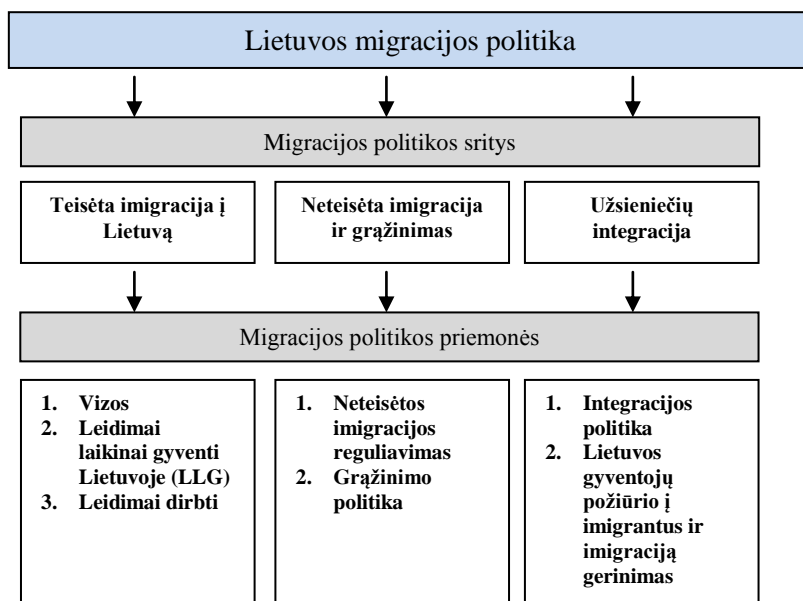 Lietuvos migracijos politika
Migracijos politikos sritys
Teisėta imigracija į
Lietuvą
Neteisėta imigracija
ir grąžinimas
Užsieniečių
integracija
Migracijos politikos priemonės
1. Vizos
2. Leidimai
laikinai gyventi
Lietuvoje (LLG)
3. Leidimai dirbti
1. Neteisėtos
imigracijos
reguliavimas
2. Grąžinimo
politika
1. Integracijos
politika
2. Lietuvos
gyventojų
požiūrio į
imigrantus ir
imigraciją
gerinimas